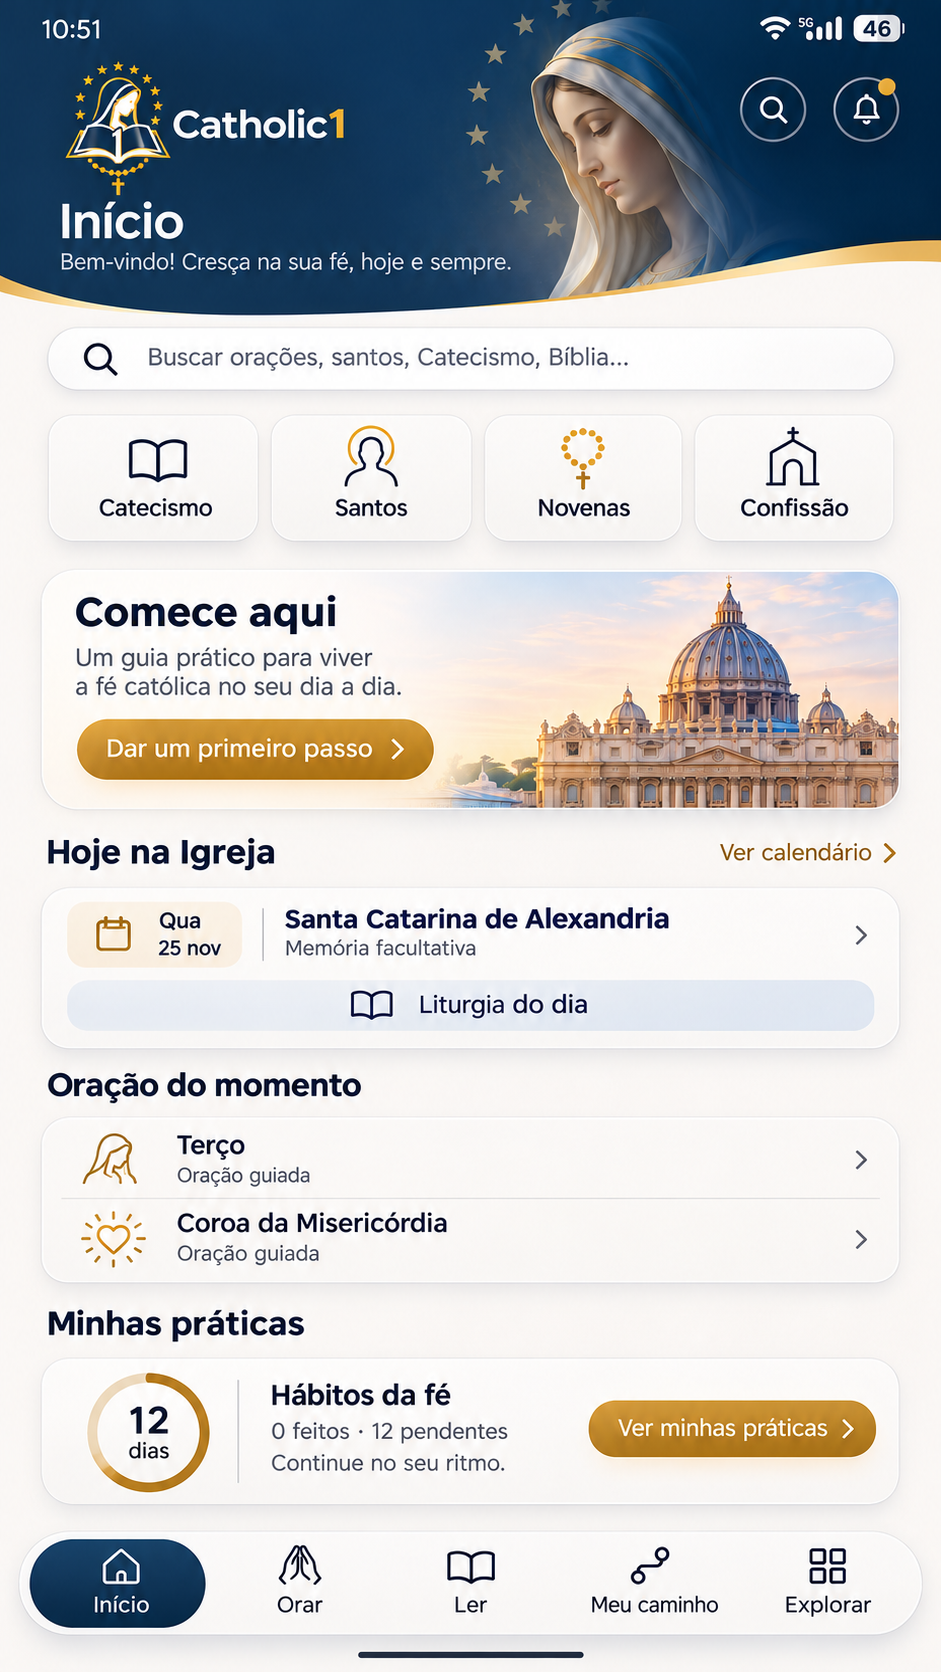 10:51
5G
46
1
Catholic1
Início
Bem-vindo! Cresça na sua fé, hoje e sempre.
Buscar orações, santos, Catecismo, Bíblia...
Catecismo
Santos
Novenas
Confissão
Comece aqui
Um guia prático para viver
a fé católica no seu dia a dia.
Dar um primeiro passo
Hoje na Igreja
Ver calendário
Qua
25 nov
Santa Catarina de Alexandria
Memória facultativa
Liturgia do dia
Oração do momento
Terço
Oração guiada
Coroa da Misericórdia
Oração guiada
Minhas práticas
12
dias
Hábitos da fé
0 feitos · 12 pendentes
Continue no seu ritmo.
Ver minhas práticas
Início
Orar
Ler
Meu caminho
Explorar